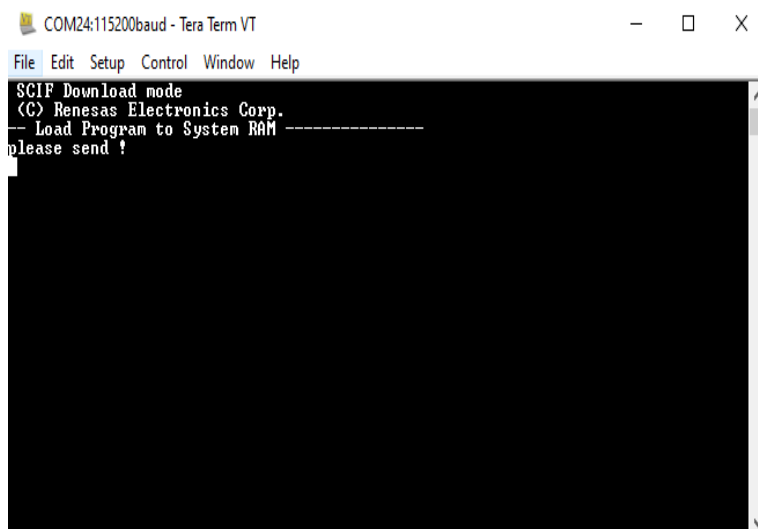 COM24:115200baud - Tera Term VT
File Edit Setup Control Window Help
SCIF Download mode
(C) Renesas Electronics Corp.
-- Load Program to System RAM ---------------
please send !